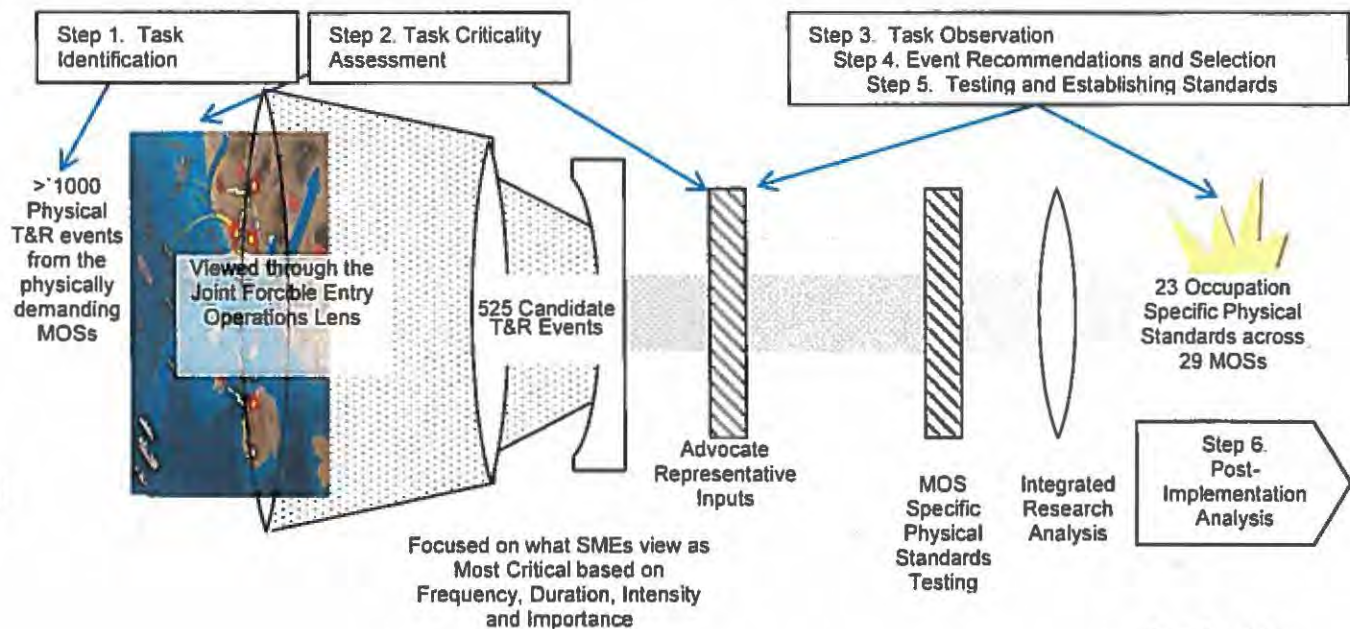 Step 1. Task
Identification
Step 2. Task Criticality
Assessment
Step 3. Task Observation
Step 4. Event Recommendations and Selection
Step 5. Testing and Establishing Standards
>`1000
Physical
T&R events
from the
physically
demanding
MOSs
Viewed through the
Joint Forcible Entry
Operations Lens
525 Candidate
T&R Events
Focused on what SMEs view as
Most Critical based on
Frequency, Duration, Intensity
and Importance
Advocate
Representative
Inputs
MOS
Specific
Physical
Standards
Testing
Integrated
Research
Analysis
23 Occupation
Specific Physical
Standards across
29 MOSs
Step 6.
Post-
Implementation
Analysis